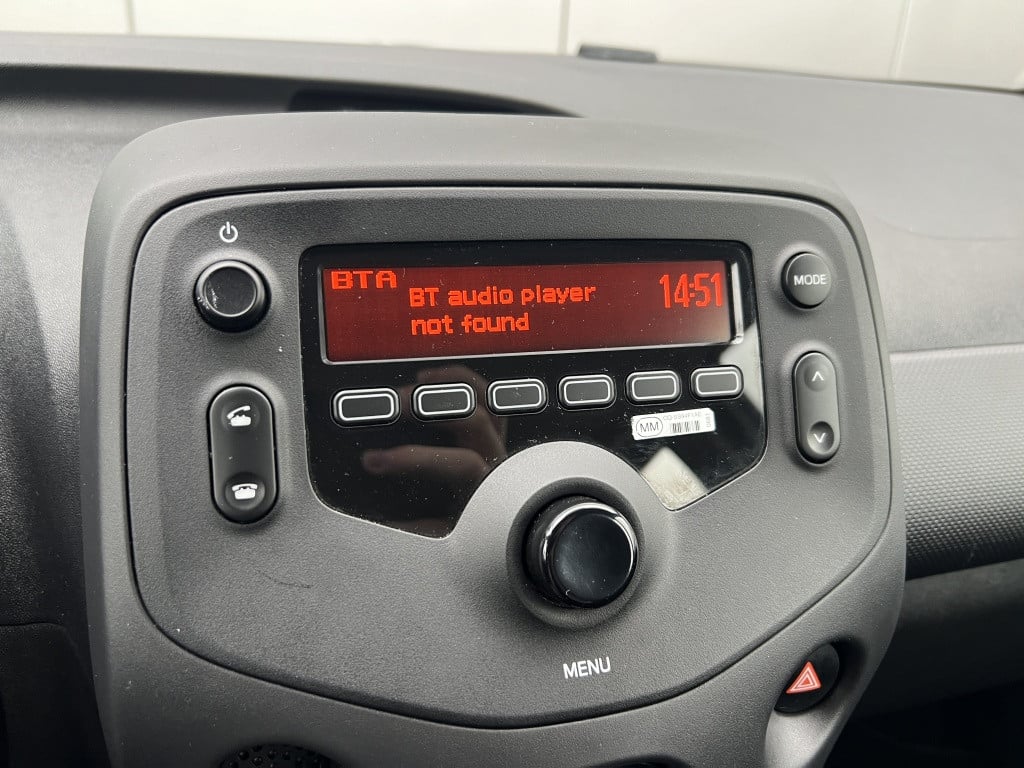 BTA
BT audio player
not found
14:51
MODE
MM
MENU